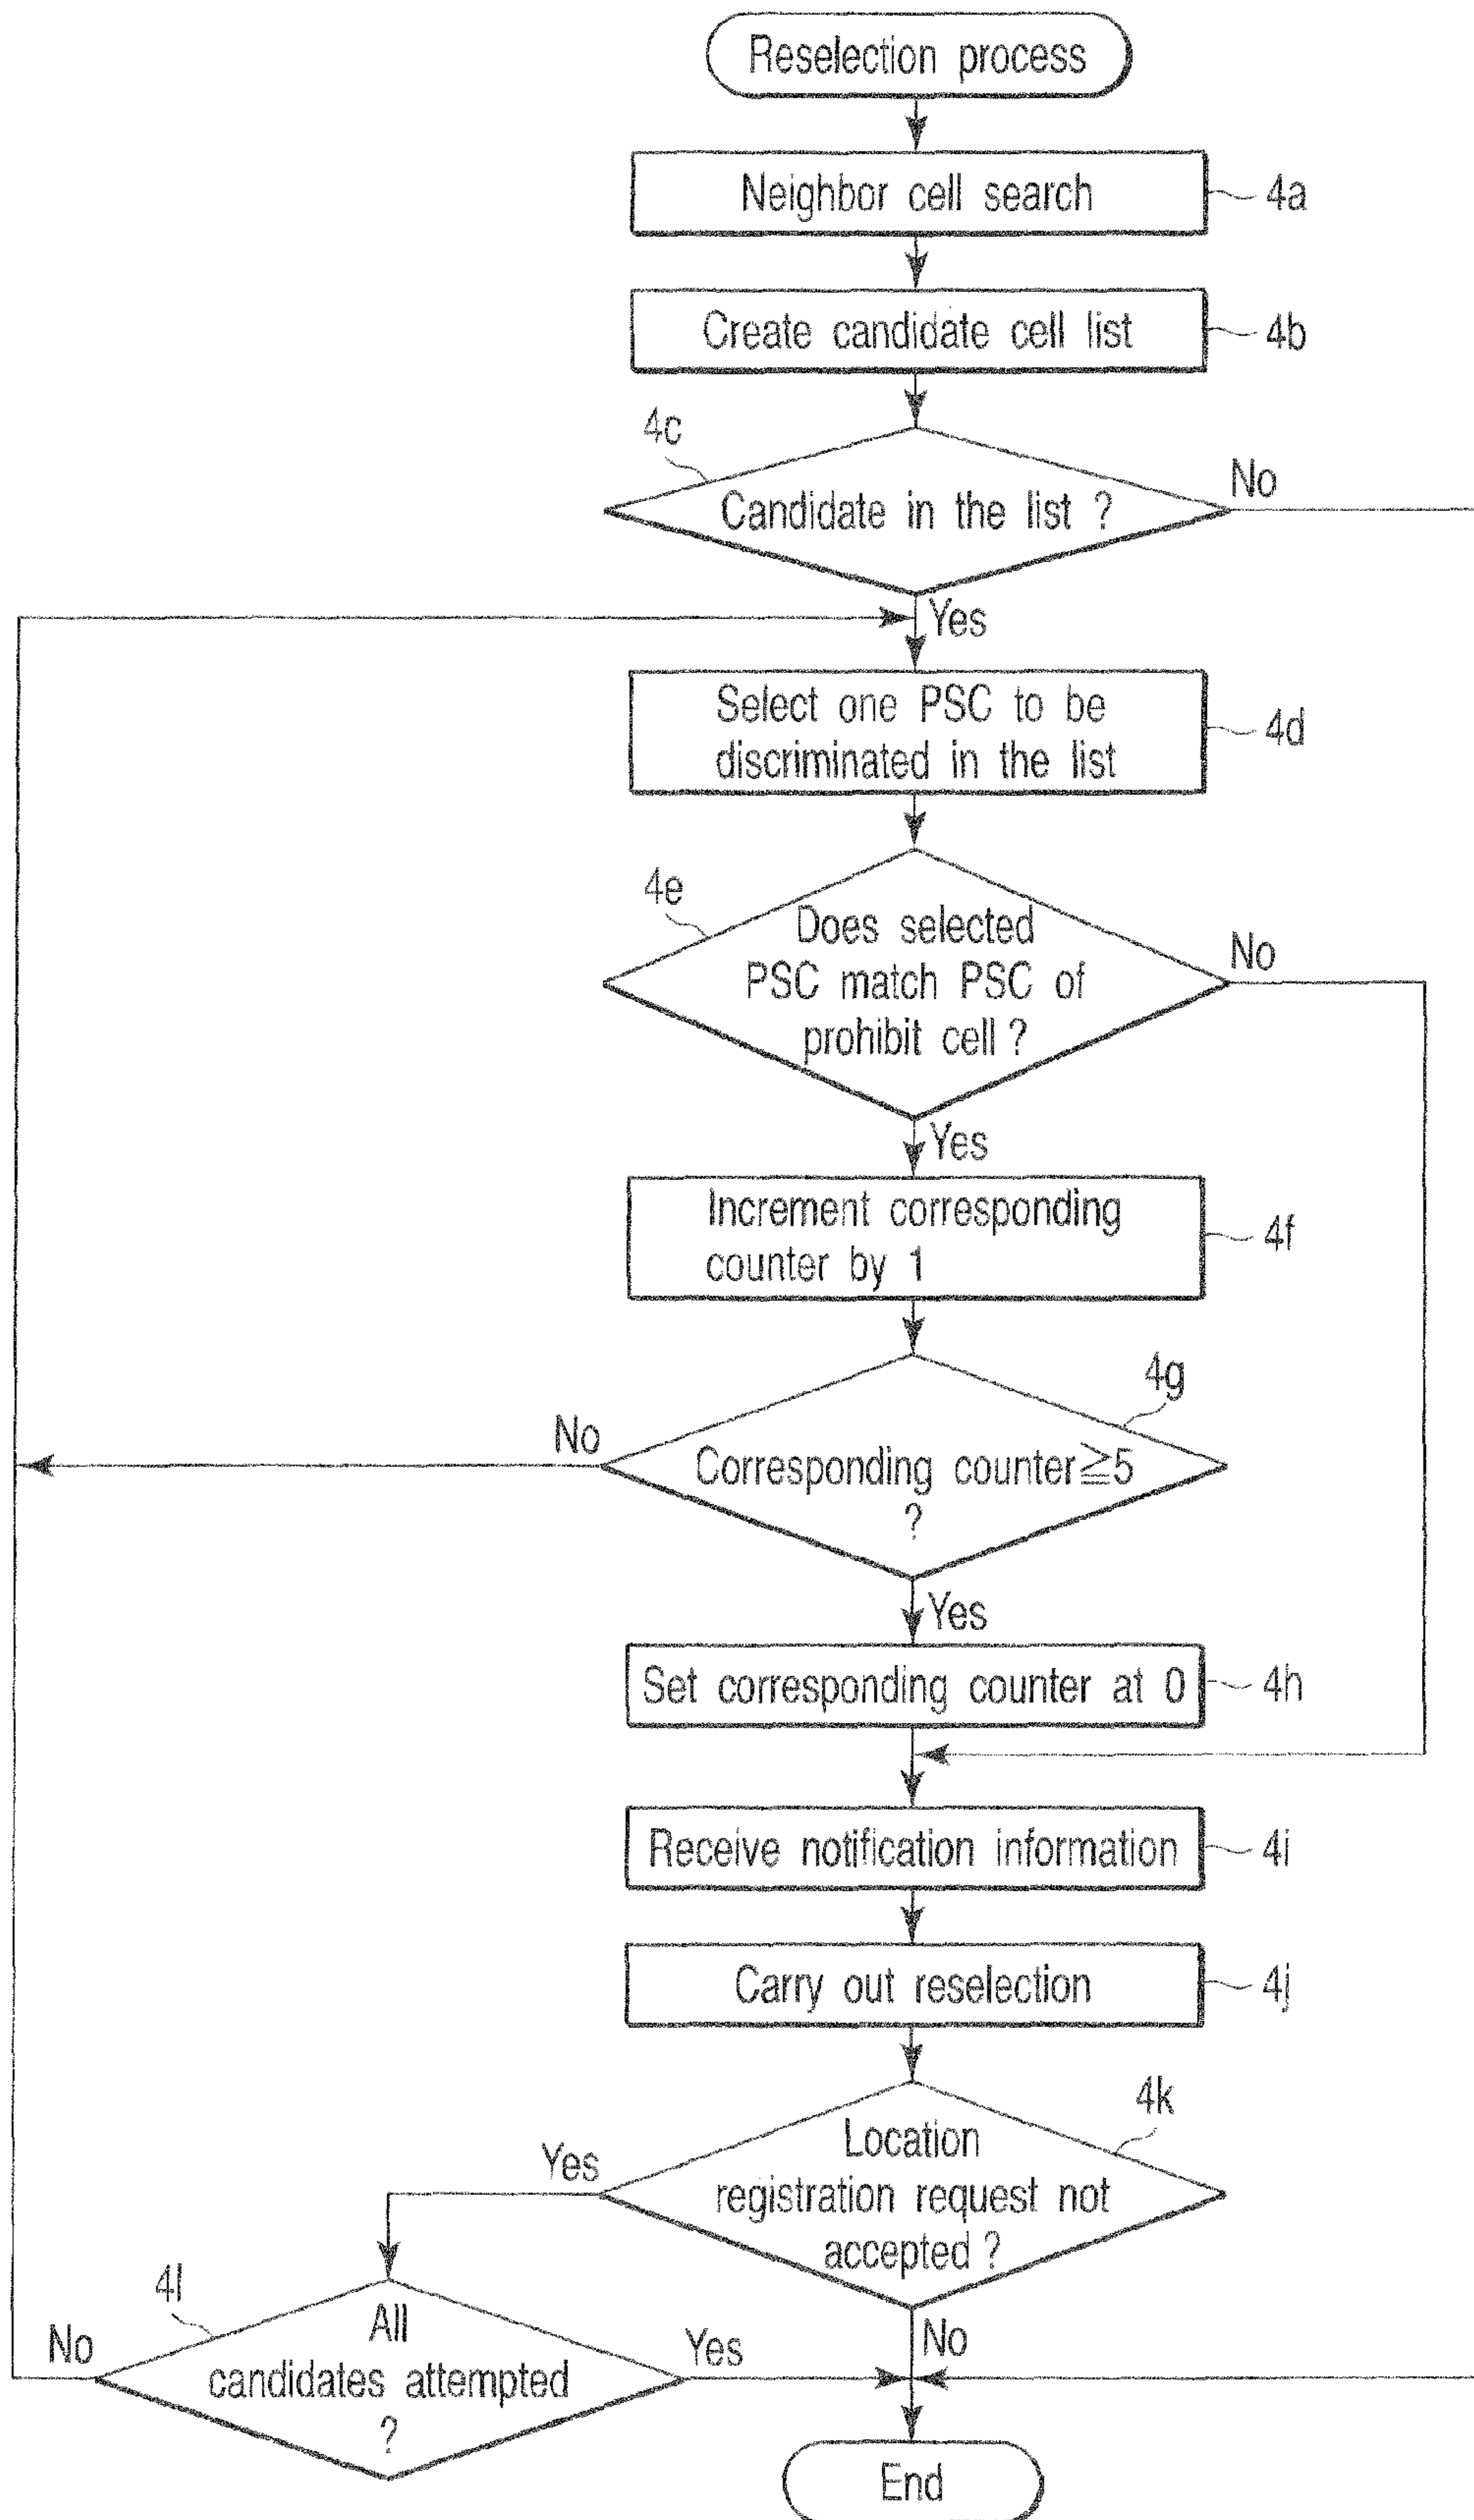 Reselection process
Neighbor cell search
4a
Create candidate cell list
4b
4c
Candidate in the list ?
No
Yes
Select one PSC to be
discriminated in the list
4d
4e
Does selected
PSC match PSC of
prohibit cell ?
No
Yes
Increment corresponding
counter by 1
4f
4g
No
Corresponding counter≧5
?
Yes
Set corresponding counter at 0
4h
Receive notification information
4i
Carry out reselection
4j
4k
Yes
Location
registration request not
accepted ?
4l
No
All
candidates attempted
?
Yes
No
End